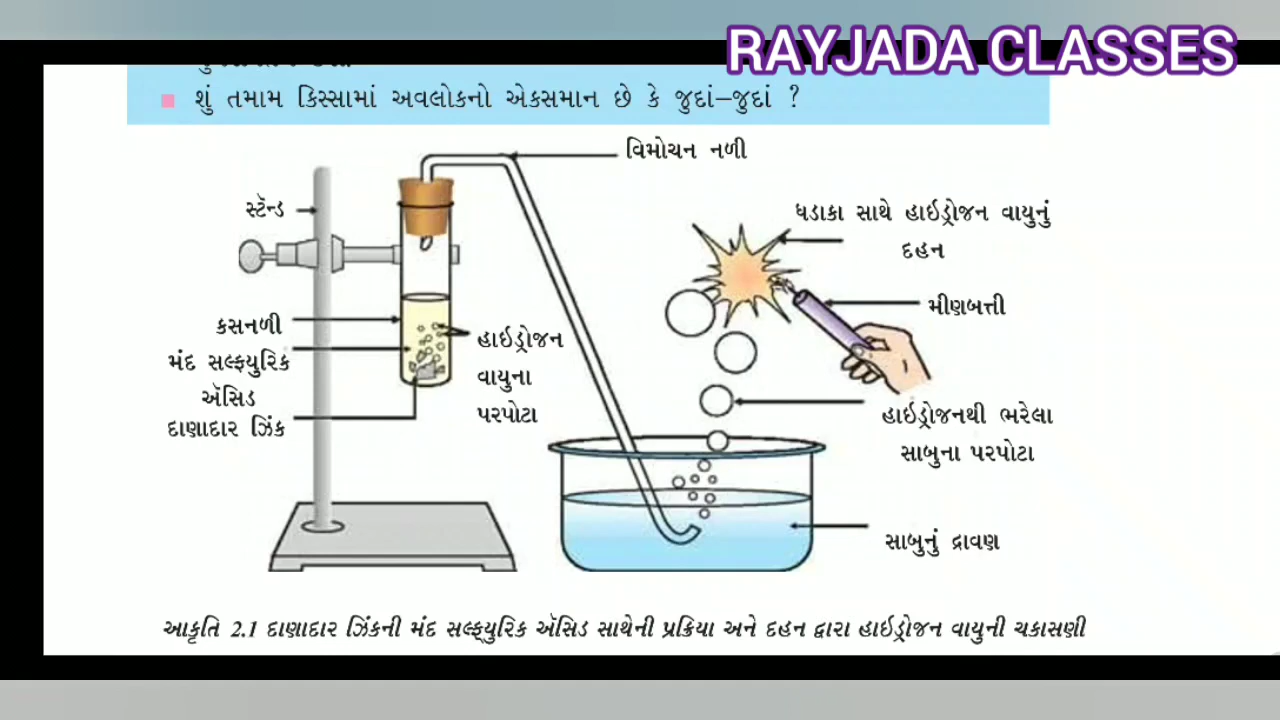 RAYJADA CLASSES
શું તમામ કિસ્સામાં અવલોકનો એકસમાન છે કે જુદાં–જુદાં ?
વિમોચન નળી
સ્ટૅન્ડ
ધડાકા સાથે હાઇડ્રોજન વાયુનું
દહન
મીણબત્તી
કસનળી
હાઇડ્રોજન
વાયુના
પરપોટા
મંદ સલ્ફ્યુરિક
ઍસિડ
દાણાદાર ઝિંક
હાઇડ્રોજનથી ભરેલા
સાબુના પરપોટા
સાબુનું દ્રાવણ
આકૃતિ 2.1 દાણાદાર ઝિંકની મંદ સલ્ફ્યુરિક ઍસિડ સાથેની પ્રક્રિયા અને દહન દ્વારા હાઇડ્રોજન વાયુની ચકાસણી